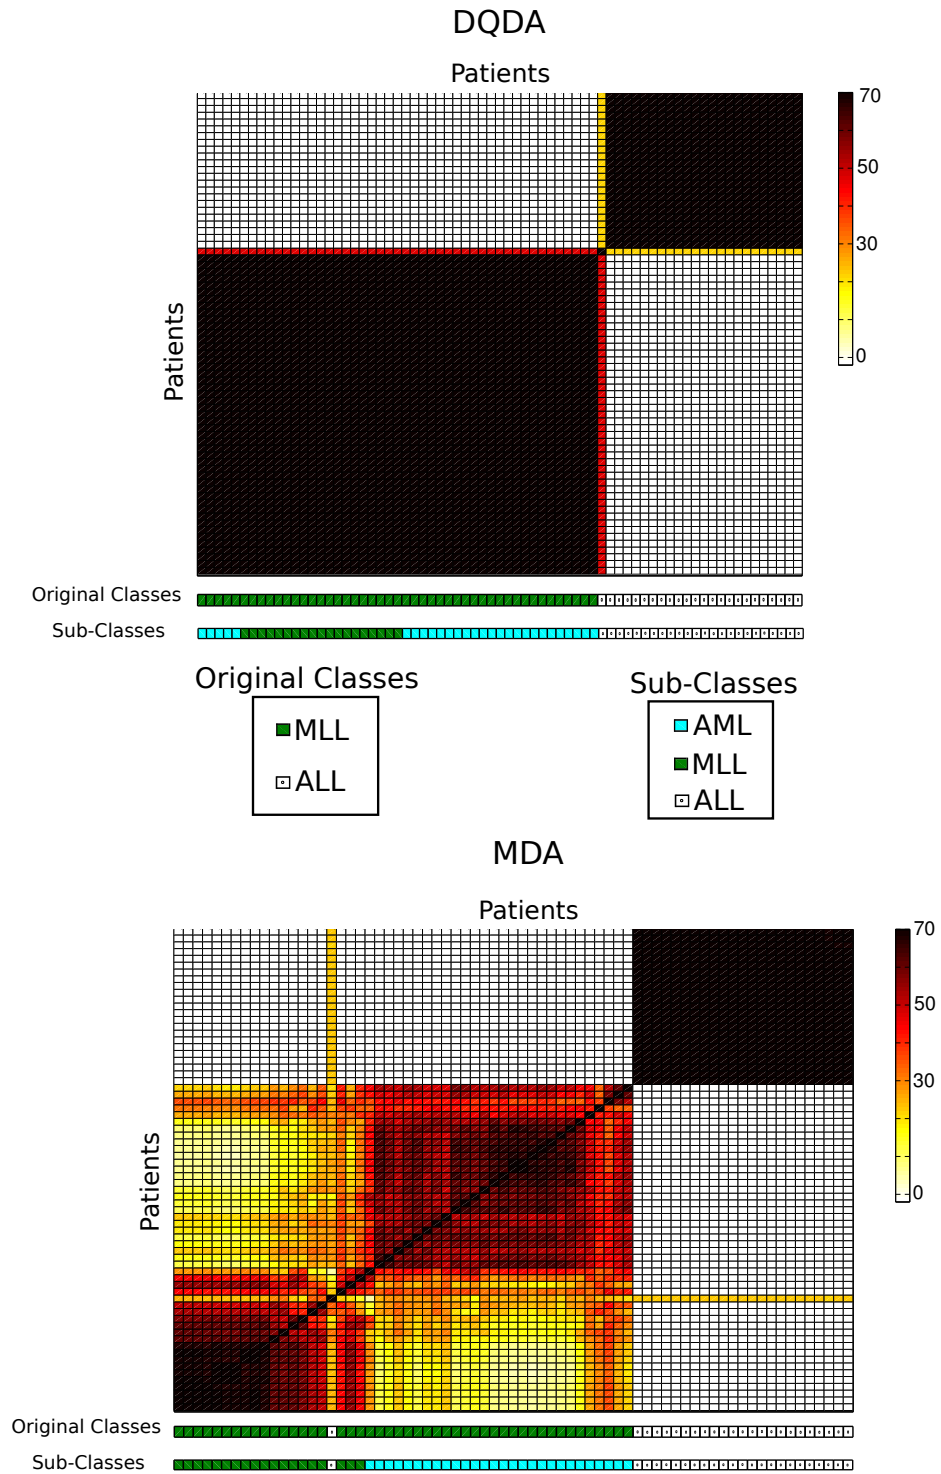 DQDA
Patients
70
50
30
0
Patients
Original Classes
Sub-Classes
Original Classes
MLL
ALL
Sub-Classes
AML
MLL
ALL
MDA
Patients
70
50
30
0
Patients
Original Classes
Sub-Classes